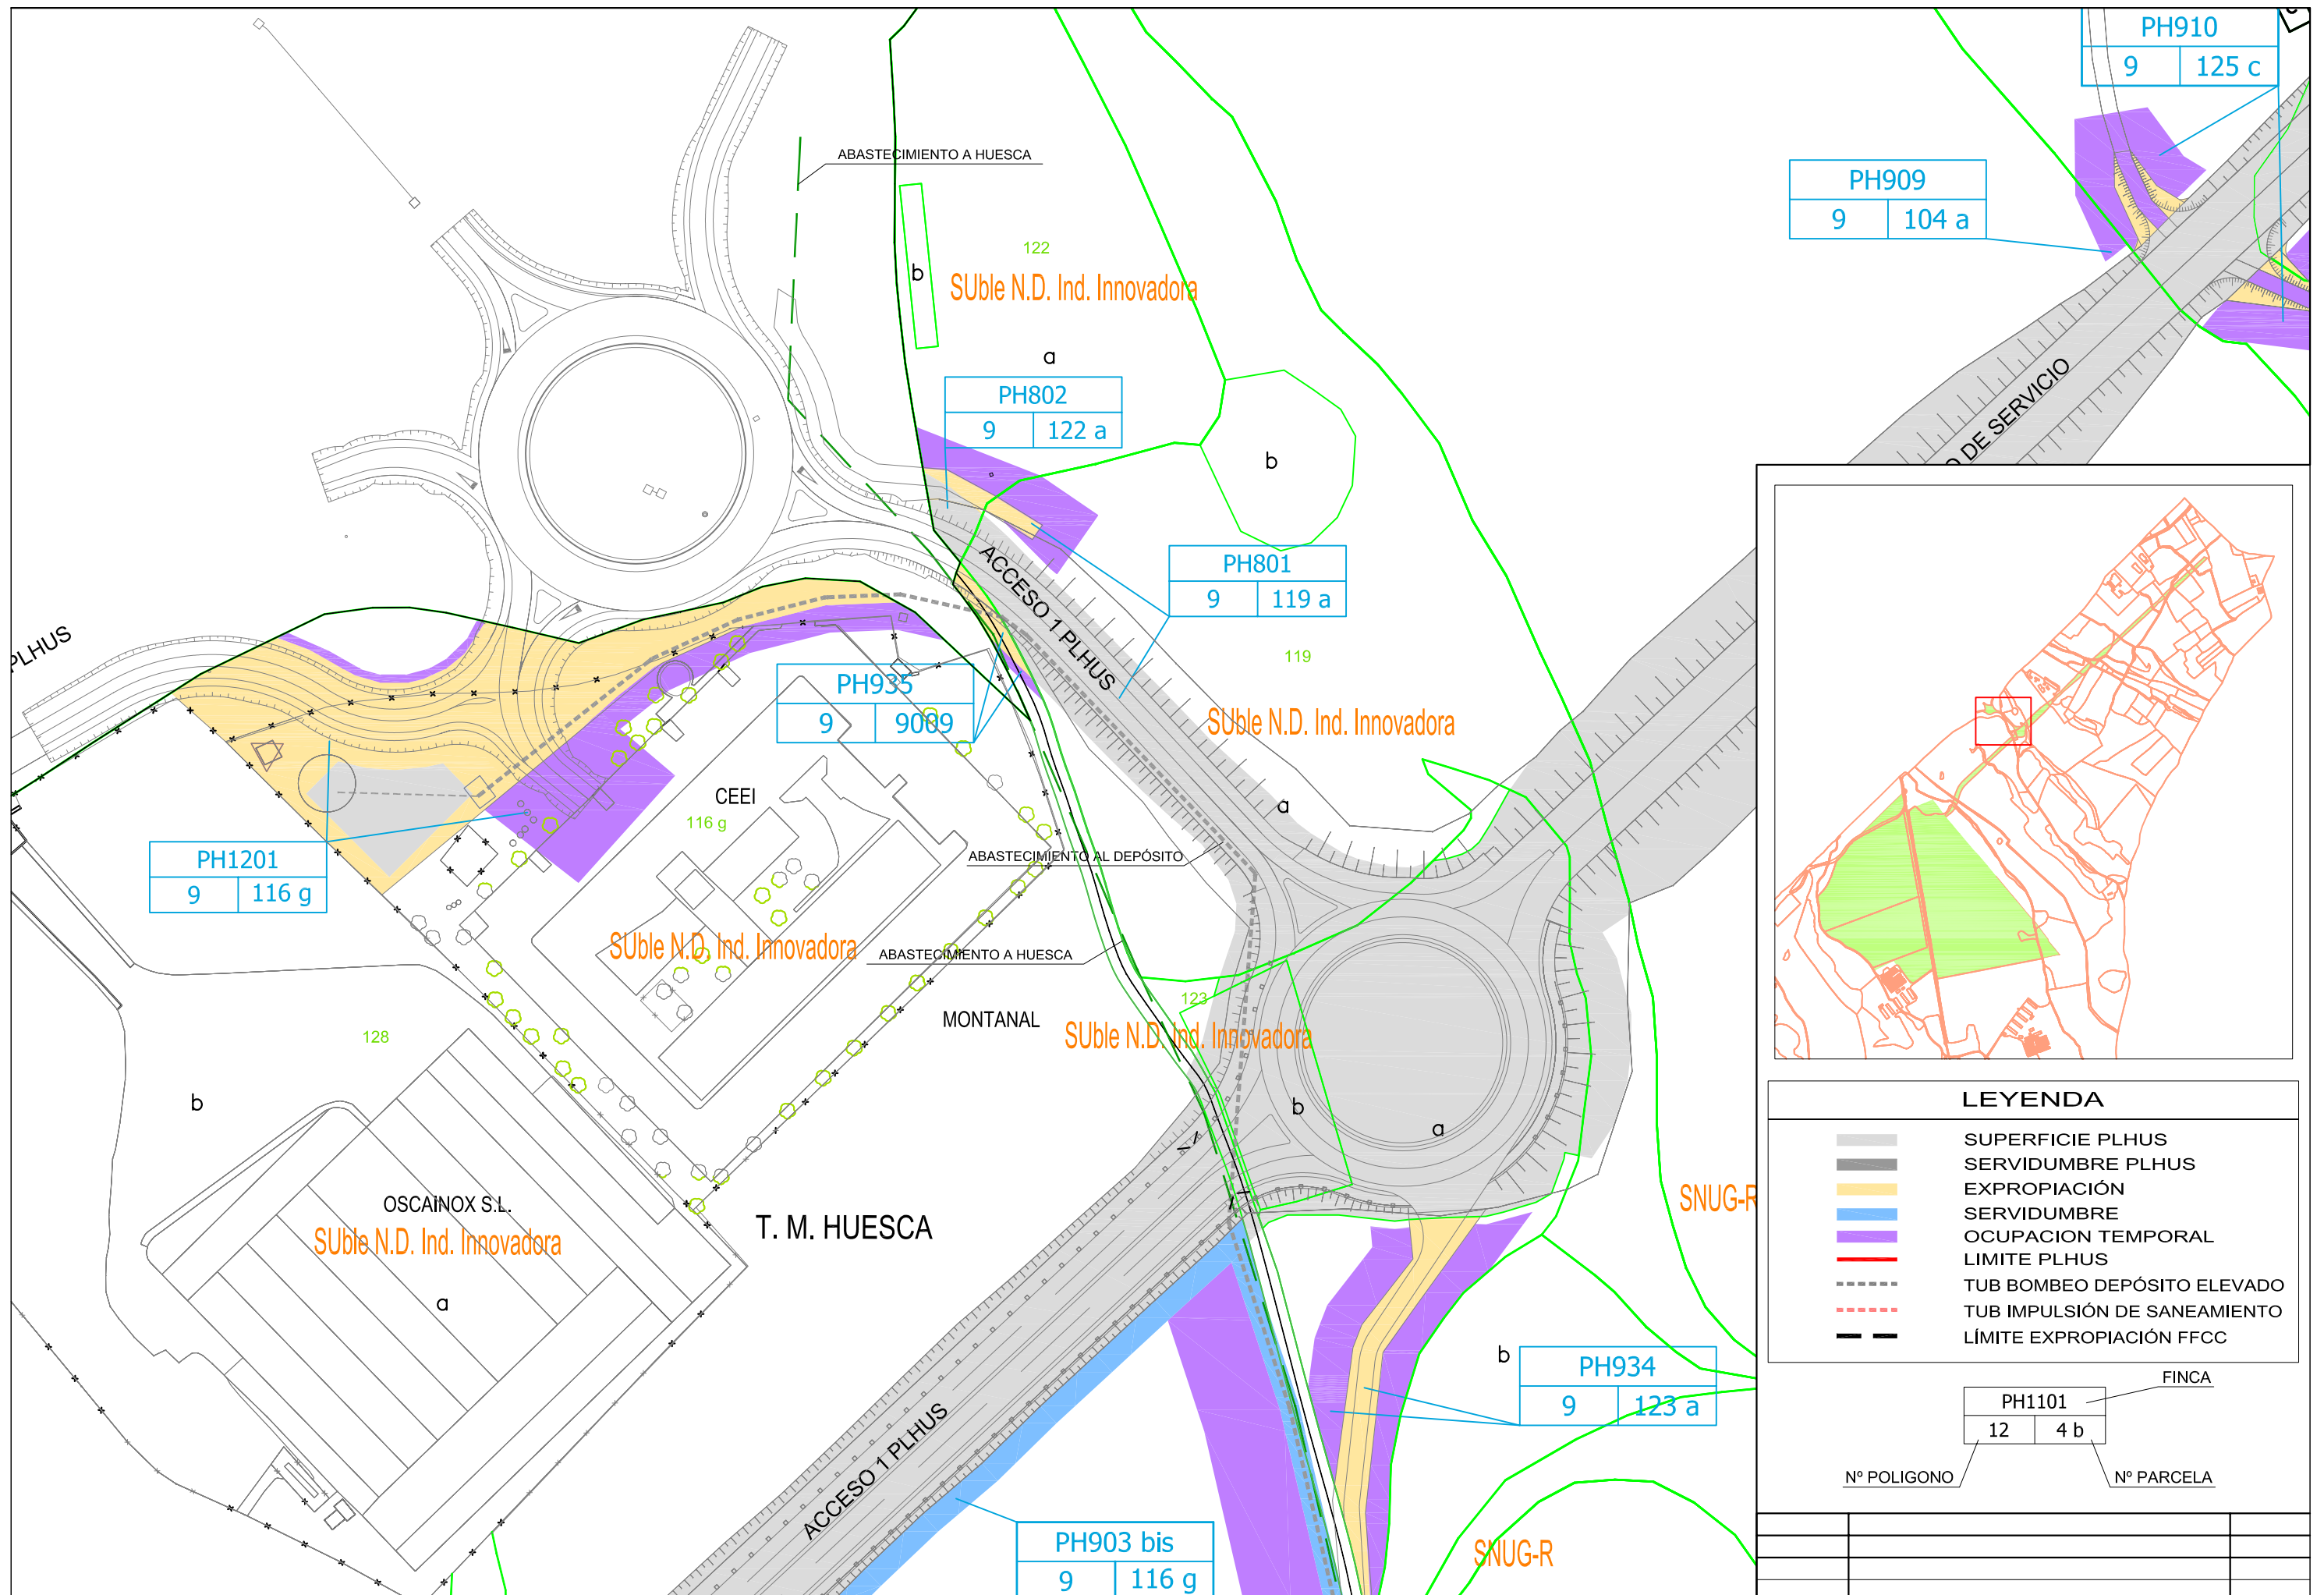 PH910
9 125 c
ABASTECIMIENTO A HUESCA
PH909
9 104 a
122
b
SUble N.D. Ind. Innovadora
a
PH802
9 122 a
O DE SERVICIO
b
ACCESO 1 PLHUS
PH801
9 119 a
PLHUS
119
PH935
9 9009
SUble N.D. Ind. Innovadora
CEEI
116 g
a
PH1201
9 116 g
ABASTECIMIENTO AL DEPÓSITO
SUble N.D. Ind. Innovadora
ABASTECIMIENTO A HUESCA
123
MONTANAL
SUble N.D. Ind. Innovadora
128
b
b
a
OSCAINOX S.L.
SUble N.D. Ind. Innovadora
T. M. HUESCA
SNUG-R
a
b
PH934
9 123 a
ACCESO 1 PLHUS
PH903 bis
9 116 g
SNUG-R
LEYENDA
SUPERFICIE PLHUS
SERVIDUMBRE PLHUS
EXPROPIACIÓN
SERVIDUMBRE
OCUPACION TEMPORAL
LIMITE PLHUS
TUB BOMBEO DEPÓSITO ELEVADO
TUB IMPULSIÓN DE SANEAMIENTO
LÍMITE EXPROPIACIÓN FFCC
FINCA
PH1101
12 4 b
Nº POLIGONO
Nº PARCELA